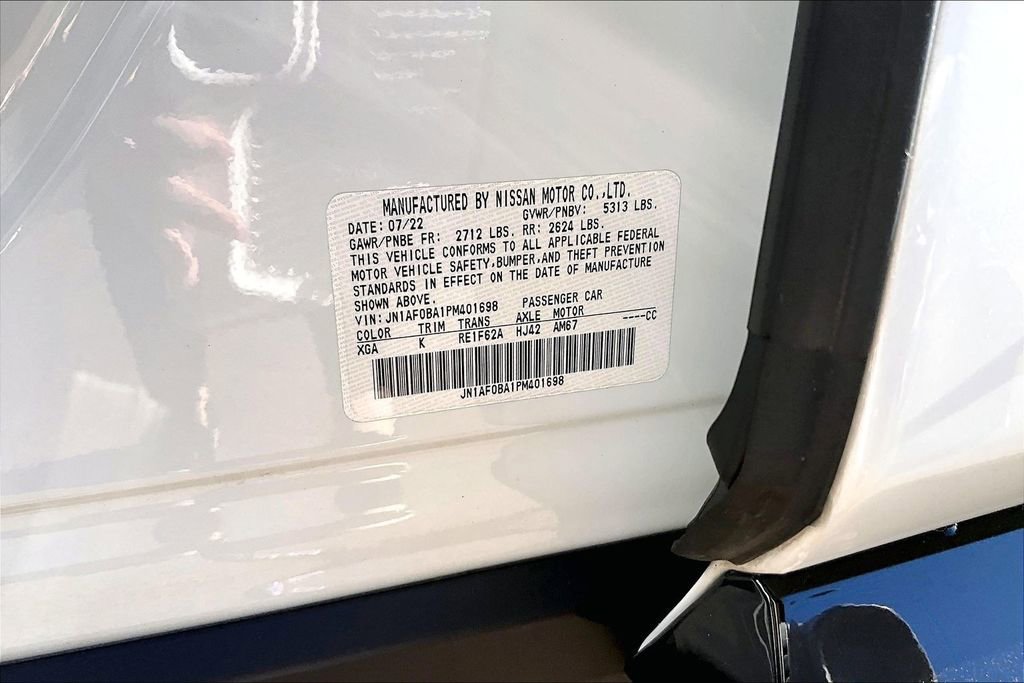 MANUFACTURED BY NISSAN MOTOR CO.,LTD.
DATE: 07/22 GVWR/PNBV: 5313 LBS.
GAWR/PNBE FR: 2712 LBS. RR: 2624 LBS.
THIS VEHICLE CONFORMS TO ALL APPLICABLE FEDERAL
MOTOR VEHICLE SAFETY,BUMPER,AND THEFT PREVENTION
STANDARDS IN EFFECT ON THE DATE OF MANUFACTURE
SHOWN ABOVE.
VIN: JN1AF0BA1PM401698 PASSENGER CAR
COLOR TRIM TRANS AXLE MOTOR
XGA K RE1F62A HJ42 AM67 ----CC
JN1AF0BA1PM401698